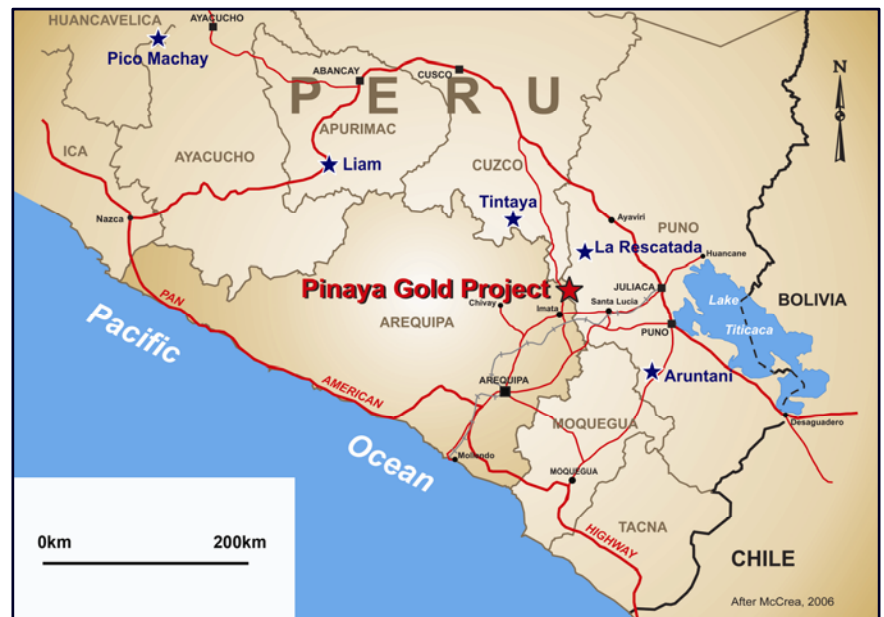 HUANCAVELICA
AYACUCHO
N
Pico Machay
ABANCAY
CUSCO
PERU
APURIMAC
ICA
AYACUCHO
Liam
CUZCO
Tintaya
Nazca
Ayaviri
PUNO
La Rescatada
Huancane
Pinaya Gold Project
JULIACA
BOLIVIA
PAN
Chivay
Imata
Santa Lucia
Lake
Titicaca
Pacific
AREQUIPA
PUNO
AREQUIPA
Aruntani
AMERICAN
MOQUEGUA
Desaguadero
Ocean
Mollendo
MOQUEGUA
TACNA
HIGHWAY
0km
200km
CHILE
After McCrea, 2006